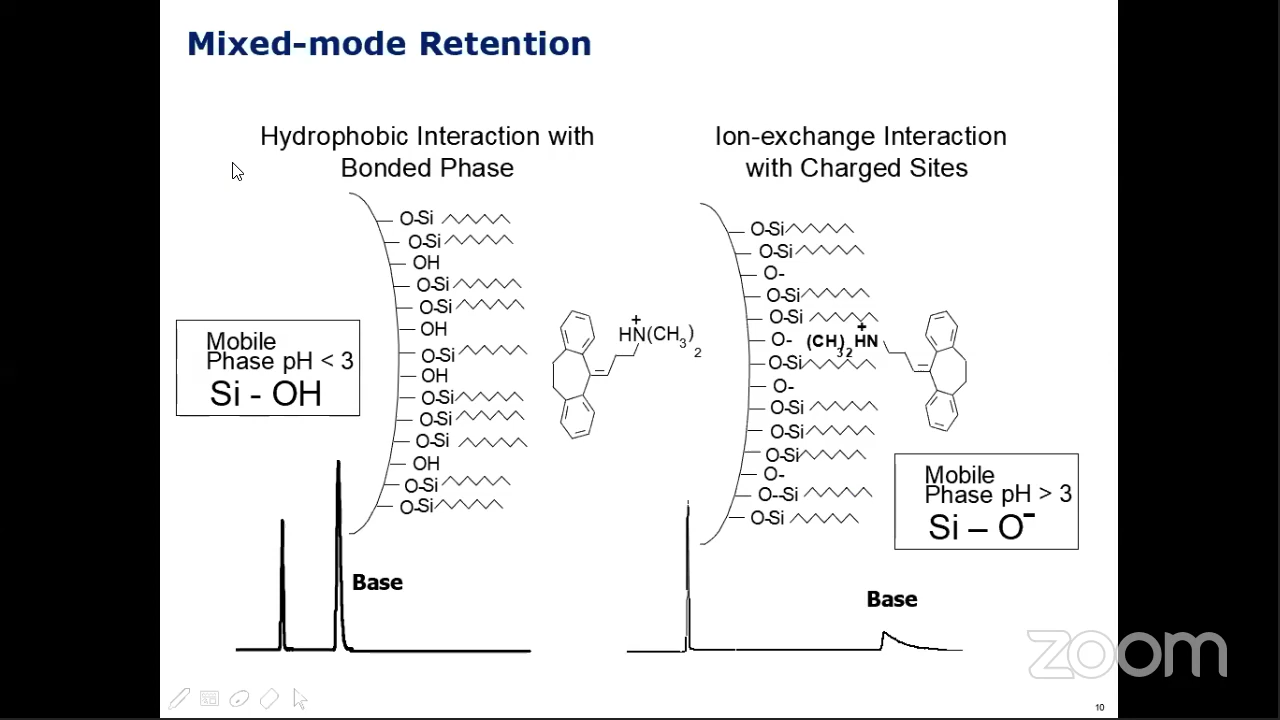 Mixed-mode Retention
Hydrophobic Interaction with
Bonded Phase
O-Si
O-Si
OH
O-Si
O-Si
OH
O-Si
OH
O-Si
O-Si
O-Si
OH
O-Si
O-Si
Mobile
Phase pH < 3
Si - OH
+
HN(CH3)2
Base
Ion-exchange Interaction
with Charged Sites
O-Si
O-Si
O-
O-Si
O-Si
O-
O-Si
O-
O-Si
O-Si
O-Si
O-
O--Si
O-Si
+
(CH3)2HN
Mobile
Phase pH > 3
Si – O-
Base
zoom
10